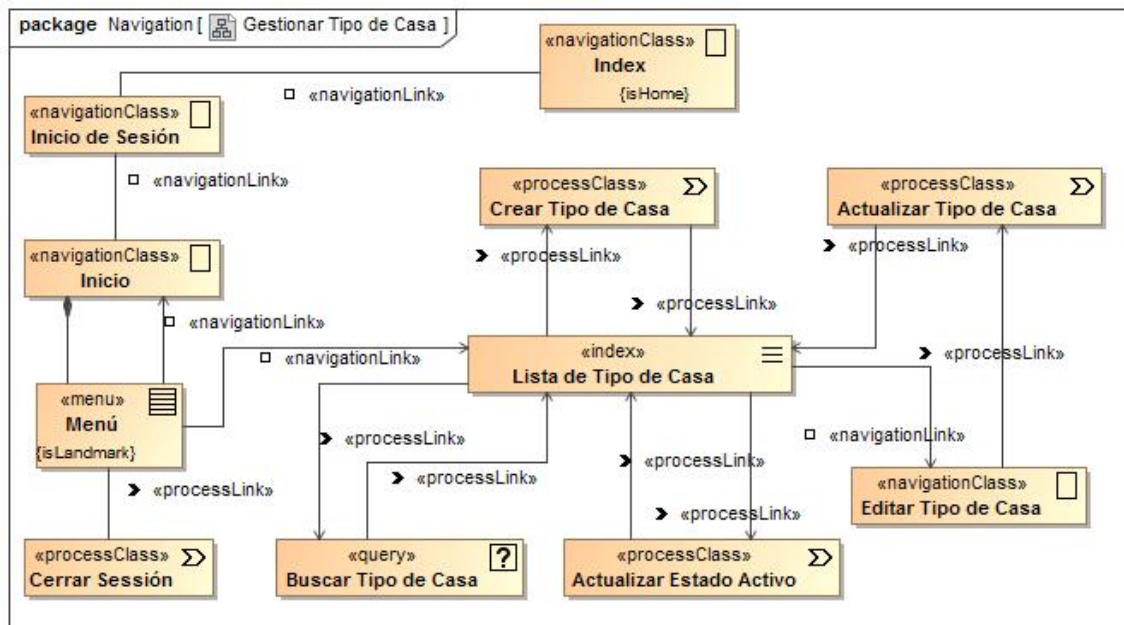 package Navigation [ Gestionar Tipo de Casa ]
«navigationClass»
Index
{isHome}
«navigationLink»
«navigationClass»
Inicio de Sesión
«navigationLink»
«processClass»
Crear Tipo de Casa
«processClass»
Actualizar Tipo de Casa
«navigationClass»
Inicio
«processLink»
«processLink»
«processLink»
«navigationLink»
«navigationLink»
«index»
Lista de Tipo de Casa
«processLink»
«menu»
Menú
{isLandmark}
«processLink»
«processLink»
«processLink»
«navigationLink»
«processLink»
«processLink»
«navigationClass»
Editar Tipo de Casa
«processClass»
Cerrar Sessión
«query»
?
Buscar Tipo de Casa
«processClass»
Actualizar Estado Activo